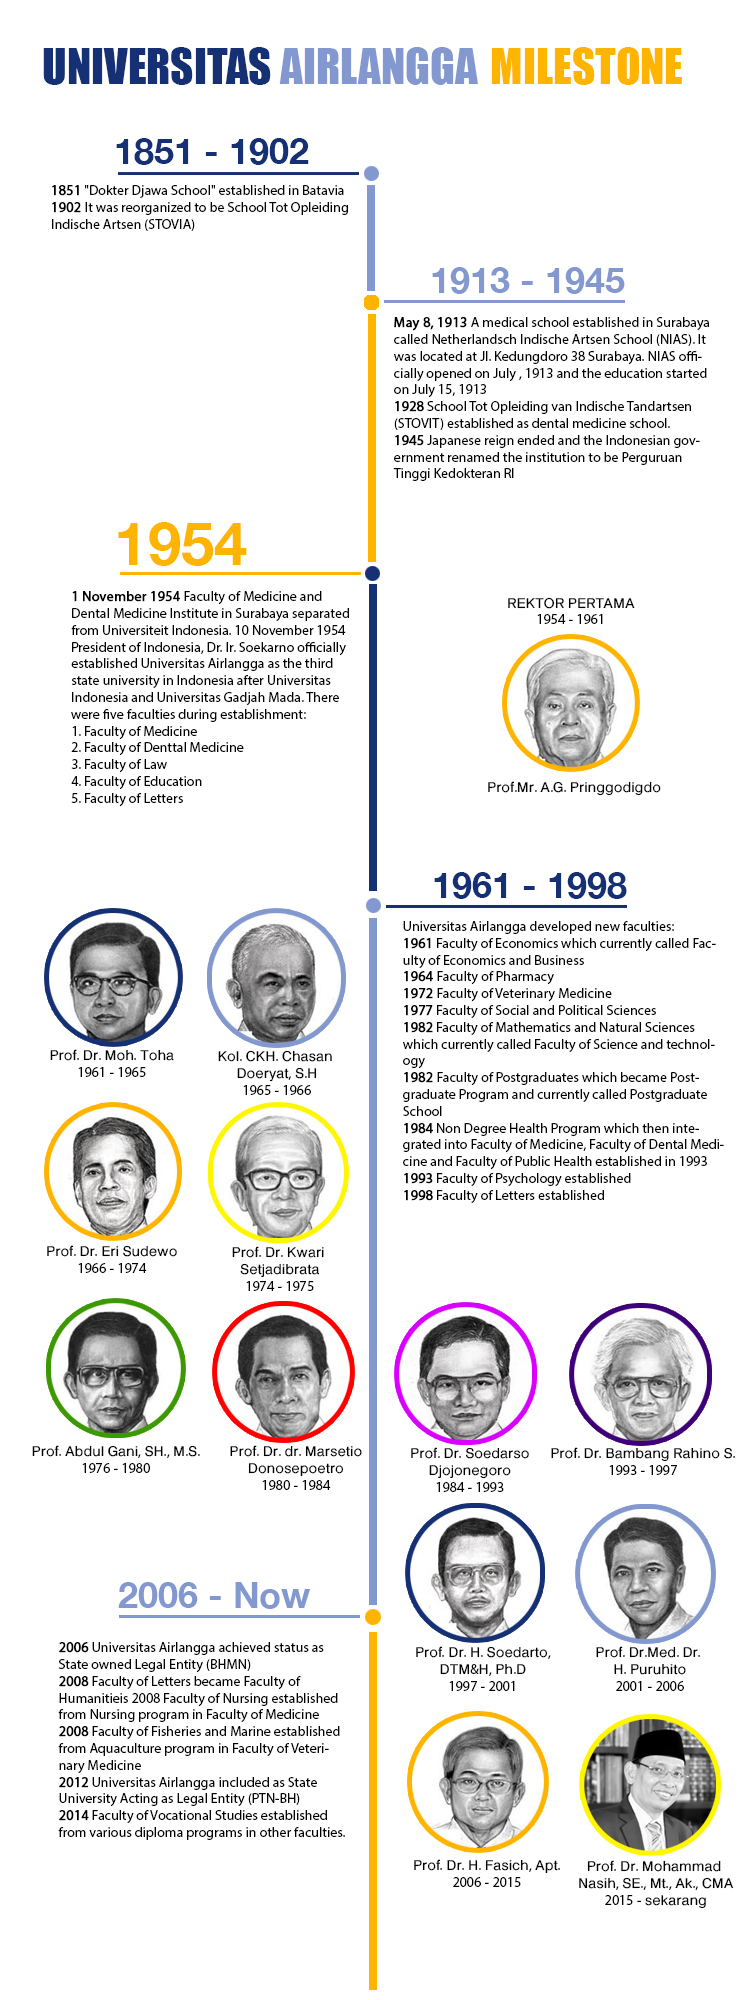 UNIVERSITAS AIRLANGGA MILESTONE
1851 - 1902
1851 "Dokter Djawa School" established in Batavia
1902 It was reorganized to be School Tot Opleiding
Indische Artsen (STOVIA)
1913 - 1945
May 8, 1913 A medical school established in Surabaya
called Netherlandsch Indische Artsen School (NIAS). It
was located at Jl. Kedungdoro 38 Surabaya. NIAS offi-
cially opened on July , 1913 and the education started
on July 15, 1913
1928 School Tot Opleiding van Indische Tandartsen
(STOVIT) established as dental medicine school.
1945 Japanese reign ended and the Indonesian gov-
ernment renamed the institution to be Perguruan
Tinggi Kedokteran RI
1954
1 November 1954 Faculty of Medicine and
Dental Medicine Institute in Surabaya separated
from Universiteit Indonesia. 10 November 1954
President of Indonesia, Dr. Ir. Soekarno officially
established Universitas Airlangga as the third
state university in Indonesia after Universitas
Indonesia and Universitas Gadjah Mada. There
were five faculties during establishment:
1. Faculty of Medicine
2. Faculty of Denttal Medicine
3. Faculty of Law
4. Faculty of Education
5. Faculty of Letters
REKTOR PERTAMA
1954 - 1961
Prof.Mr. A.G. Pringgodigdo
1961 - 1998
Universitas Airlangga developed new faculties:
1961 Faculty of Economics which currently called Fac-
ulty of Economics and Business
1964 Faculty of Pharmacy
1972 Faculty of Veterinary Medicine
1977 Faculty of Social and Political Sciences
1982 Faculty of Mathematics and Natural Sciences
which currently called Faculty of Science and technol-
ogy
1982 Faculty of Postgraduates which became Post-
graduate Program and currently called Postgraduate
School
1984 Non Degree Health Program which then inte-
grated into Faculty of Medicine, Faculty of Dental Medi-
cine and Faculty of Public Health established in 1993
1993 Faculty of Psychology established
1998 Faculty of Letters established
Prof. Dr. Moh. Toha
1961 - 1965
Kol. CKH. Chasan
Doeryat, S.H
1965 - 1966
Prof. Dr. Eri Sudewo
1966 - 1974
Prof. Dr. Kwari
Setjadibrata
1974 - 1975
Prof. Abdul Gani, SH., M.S.
1976 - 1980
Prof. Dr. dr. Marsetio
Donosepoetro
1980 - 1984
Prof. Dr. Soedarso
Djojonegoro
1984 - 1993
Prof. Dr. Bambang Rahino S.
1993 - 1997
Prof. Dr. H. Soedarto,
DTM&H, Ph.D
1997 - 2001
Prof. Dr.Med. Dr.
H. Puruhito
2001 - 2006
2006 - Now
2006 Universitas Airlangga achieved status as
State owned Legal Entity (BHMN)
2008 Faculty of Letters became Faculty of
Humanitieis 2008 Faculty of Nursing established
from Nursing program in Faculty of Medicine
2008 Faculty of Fisheries and Marine established
from Aquaculture program in Faculty of Veteri-
nary Medicine
2012 Universitas Airlangga included as State
University Acting as Legal Entity (PTN-BH)
2014 Faculty of Vocational Studies established
from various diploma programs in other faculties.
Prof. Dr. H. Fasich, Apt.
2006 - 2015
Prof. Dr. Mohammad
Nasih, SE., Mt., Ak., CMA
2015 - sekarang